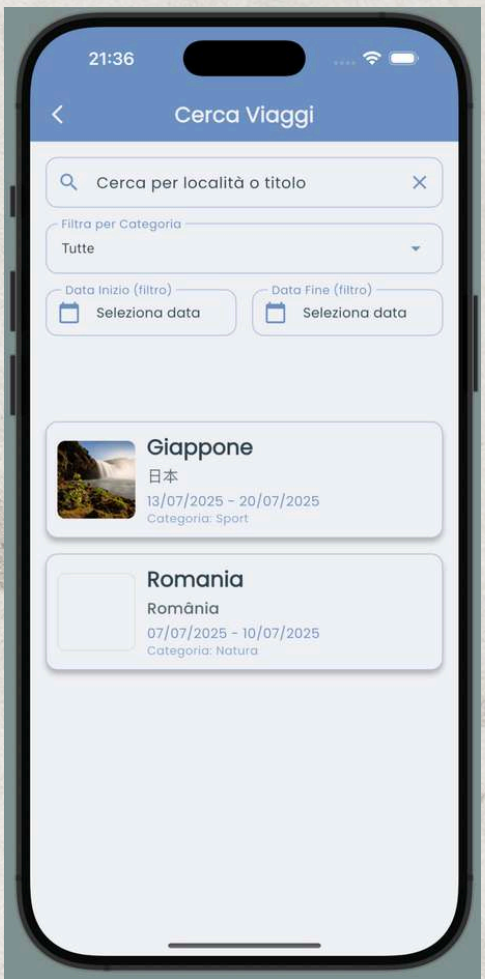 21:36
Cerca Viaggi
Cerca per località o titolo
Filtra per Categoria
Tutte
Data Inizio (filtro)
Seleziona data
Data Fine (filtro)
Seleziona data
Giappone
日本
13/07/2025 - 20/07/2025
Categoria: Sport
Romania
România
07/07/2025 - 10/07/2025
Categoria: Natura